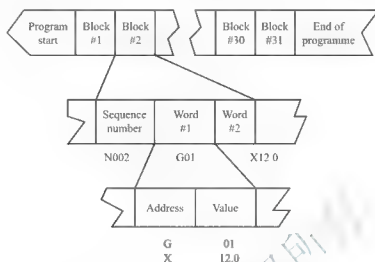 Program start
Block #1
Block #2
Block #30
Block #31
End of programme
Sequence number
Word #1
Word #2
N002
G01
X12 0
Address
Value
G
01
X
12.0